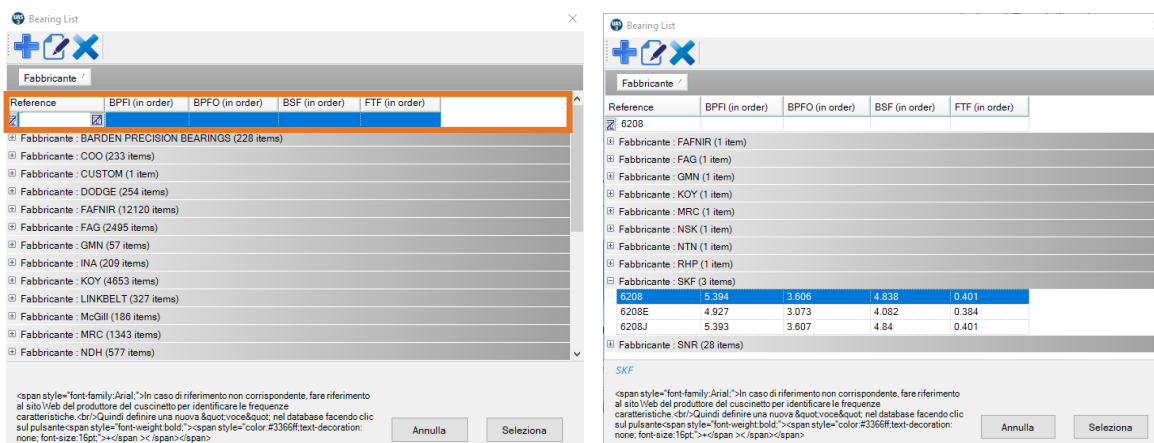 Bearing List
Fabbricante
Reference BPFI (in order) BPFO (in order) BSF (in order) FTF (in order)
Fabbricante : BARDEN PRECISION BEARINGS (228 items)
Fabbricante : COO (233 items)
Fabbricante : CUSTOM (1 item)
Fabbricante : DODGE (254 items)
Fabbricante : FAFNIR (12120 items)
Fabbricante : FAG (2495 items)
Fabbricante : GMN (57 items)
Fabbricante : INA (209 items)
Fabbricante : KOY (4653 items)
Fabbricante : LINKBELT (327 items)
Fabbricante : McGill (186 items)
Fabbricante : MRC (1343 items)
Fabbricante : NDH (577 items)
<span style="font-family:Arial;">In caso di riferimento non corrispondente, fare riferimento
al sito Web del produttore del cuscinetto per identificare le frequenze
caratteristiche.<br/>Quindi definire una nuova &quot;voce&quot; nel database facendo clic
sul pulsante<span style="font-weight:bold;"><span style="color:#3366ff;text-decoration:
none; font-size:16pt;">+</span></span></span>
Annulla Seleziona
Bearing List
Fabbricante
Reference BPFI (in order) BPFO (in order) BSF (in order) FTF (in order)
6208
Fabbricante : FAFNIR (1 item)
Fabbricante : FAG (1 item)
Fabbricante : GMN (1 item)
Fabbricante : KOY (1 item)
Fabbricante : MRC (1 item)
Fabbricante : NSK (1 item)
Fabbricante : NTN (1 item)
Fabbricante : RHP (1 item)
Fabbricante : SKF (3 items)
6208 5.394 3.606 4.838 0.401
6208E 4.927 3.073 4.082 0.384
6208J 5.393 3.607 4.84 0.401
Fabbricante : SNR (28 items)
SKF
<span style="font-family:Arial;">In caso di riferimento non corrispondente, fare riferimento
al sito Web del produttore del cuscinetto per identificare le frequenze
caratteristiche.<br/>Quindi definire una nuova &quot;voce&quot; nel database facendo clic
sul pulsante<span style="font-weight:bold;"><span style="color:#3366ff;text-decoration:
none; font-size:16pt;">+</span></span></span>
Annulla Seleziona